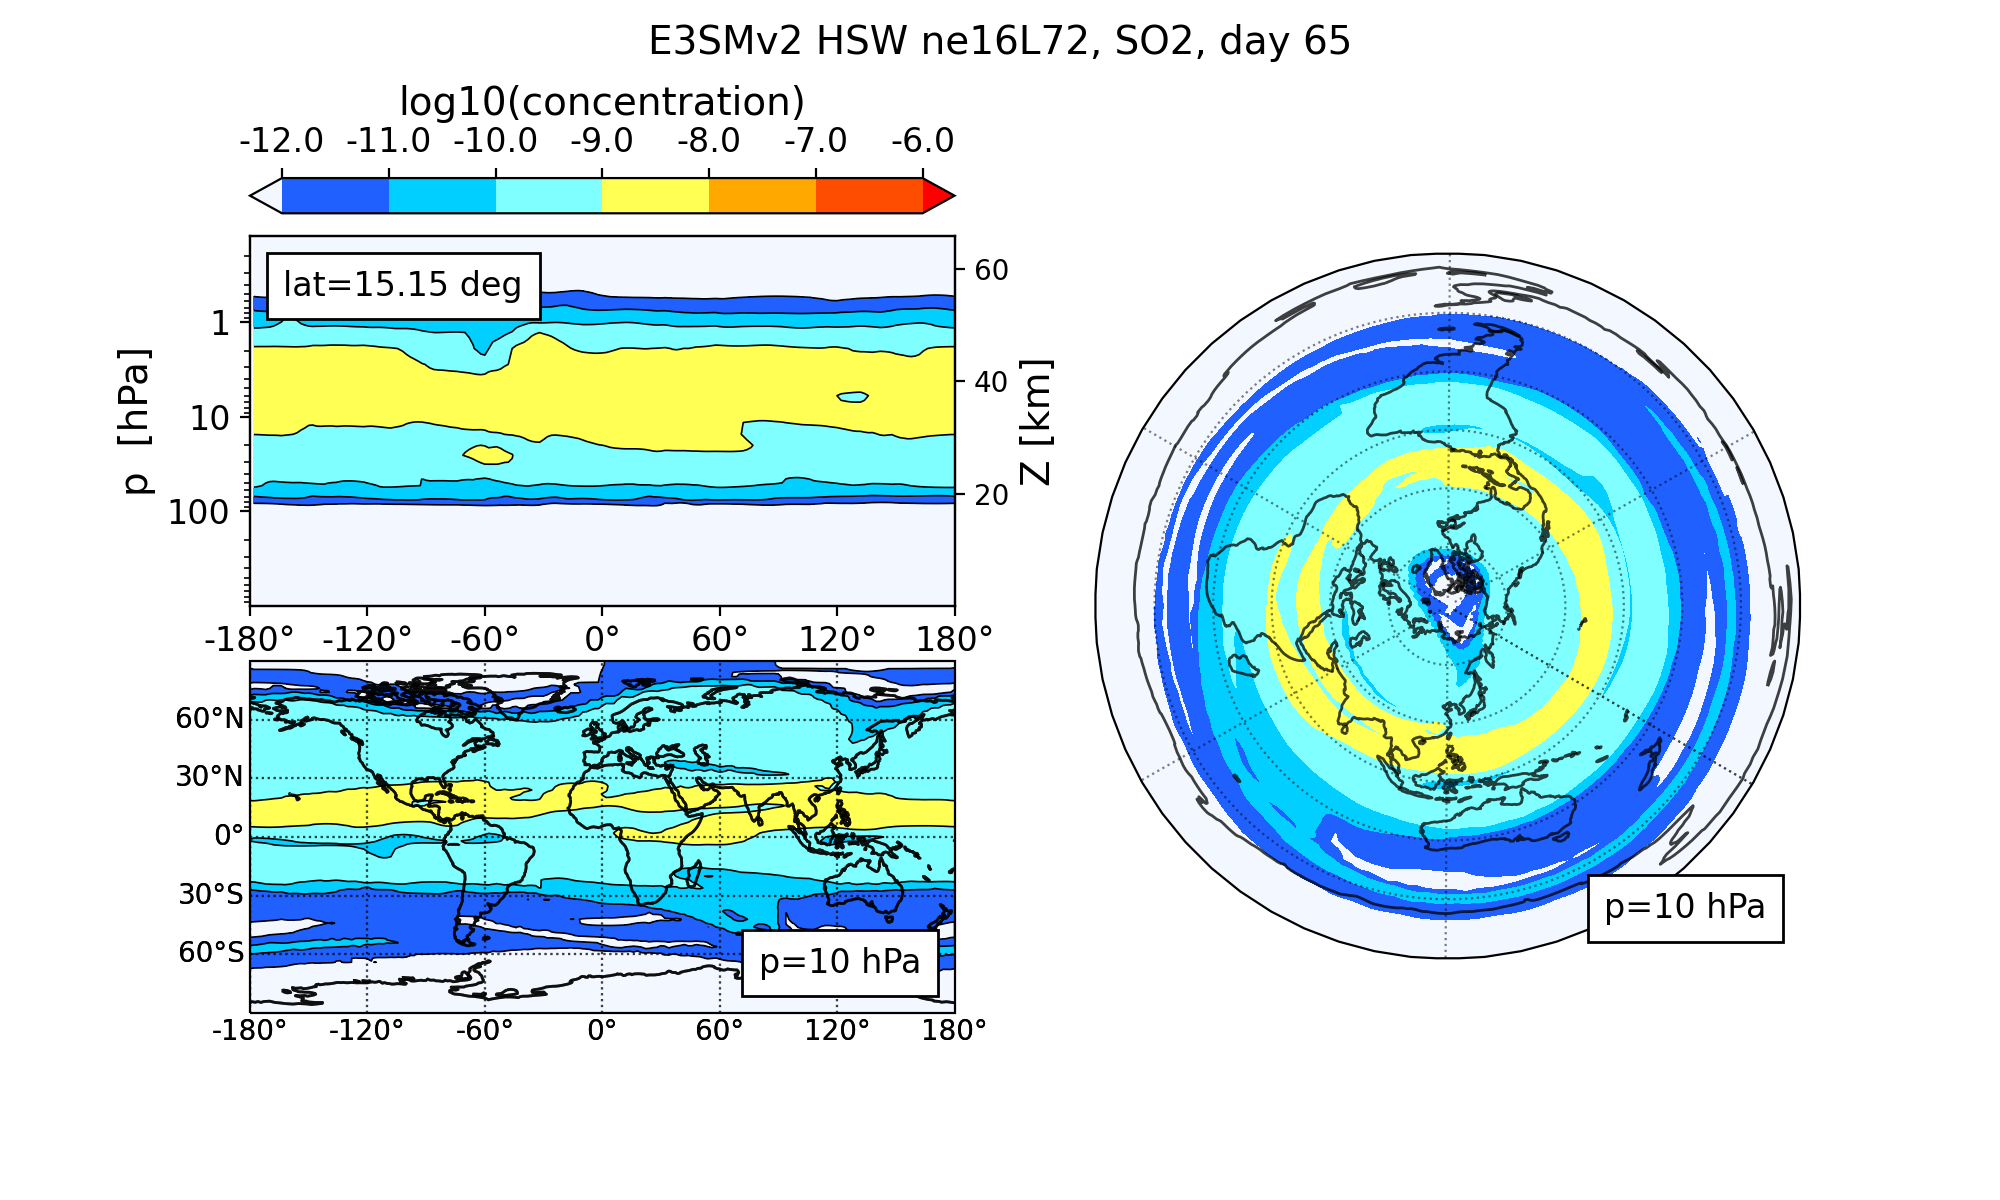 E3SMv2 HSW ne16L72, SO2, day 65
log10(concentration)
-12.0 -11.0 -10.0 -9.0 -8.0 -7.0 -6.0
lat=15.15 deg
p [hPa]
1
10
100
60
40
20
Z [km]
-180° -120° -60° 0° 60° 120° 180°
60°N
30°N
0°
30°S
60°S
p=10 hPa
-180° -120° -60° 0° 60° 120° 180°
p=10 hPa